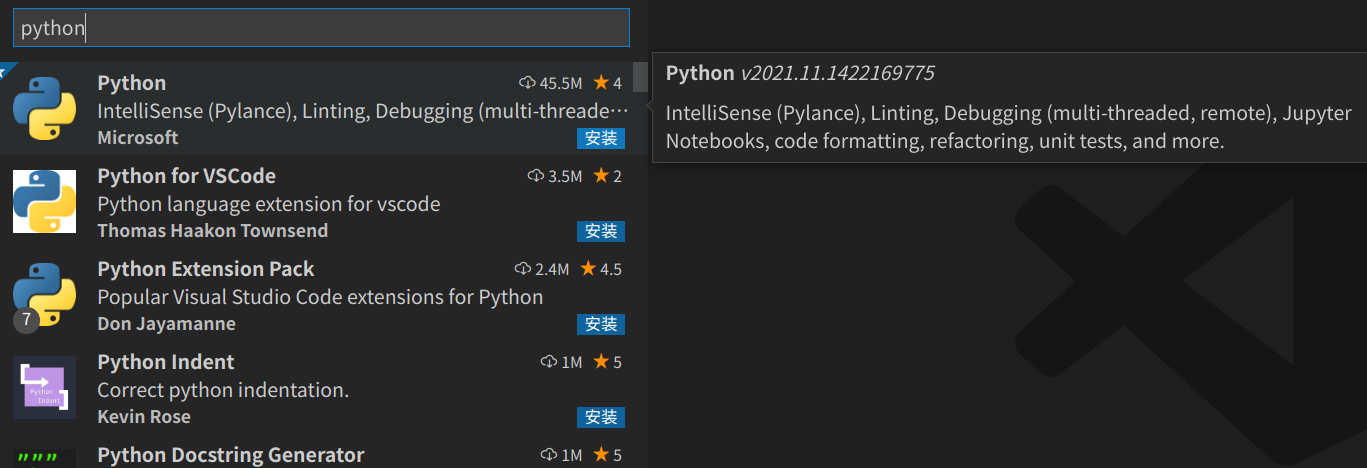 python
Python 45.5M ★ 4
IntelliSense (Pylance), Linting, Debugging (multi-threade···
Microsoft 安装
Python for VSCode 3.5M ★ 2
Python language extension for vscode
Thomas Haakon Townsend 安装
Python Extension Pack 2.4M ★ 4.5
Popular Visual Studio Code extensions for Python
7
Don Jayamanne 安装
Python Indent 1M ★ 5
Correct python indentation.
Python
Indent
Kevin Rose 安装
Python Docstring Generator 1M ★ 5
"""
Python v2021.11.1422169775
IntelliSense (Pylance), Linting, Debugging (multi-threaded, remote), Jupyter
Notebooks, code formatting, refactoring, unit tests, and more.